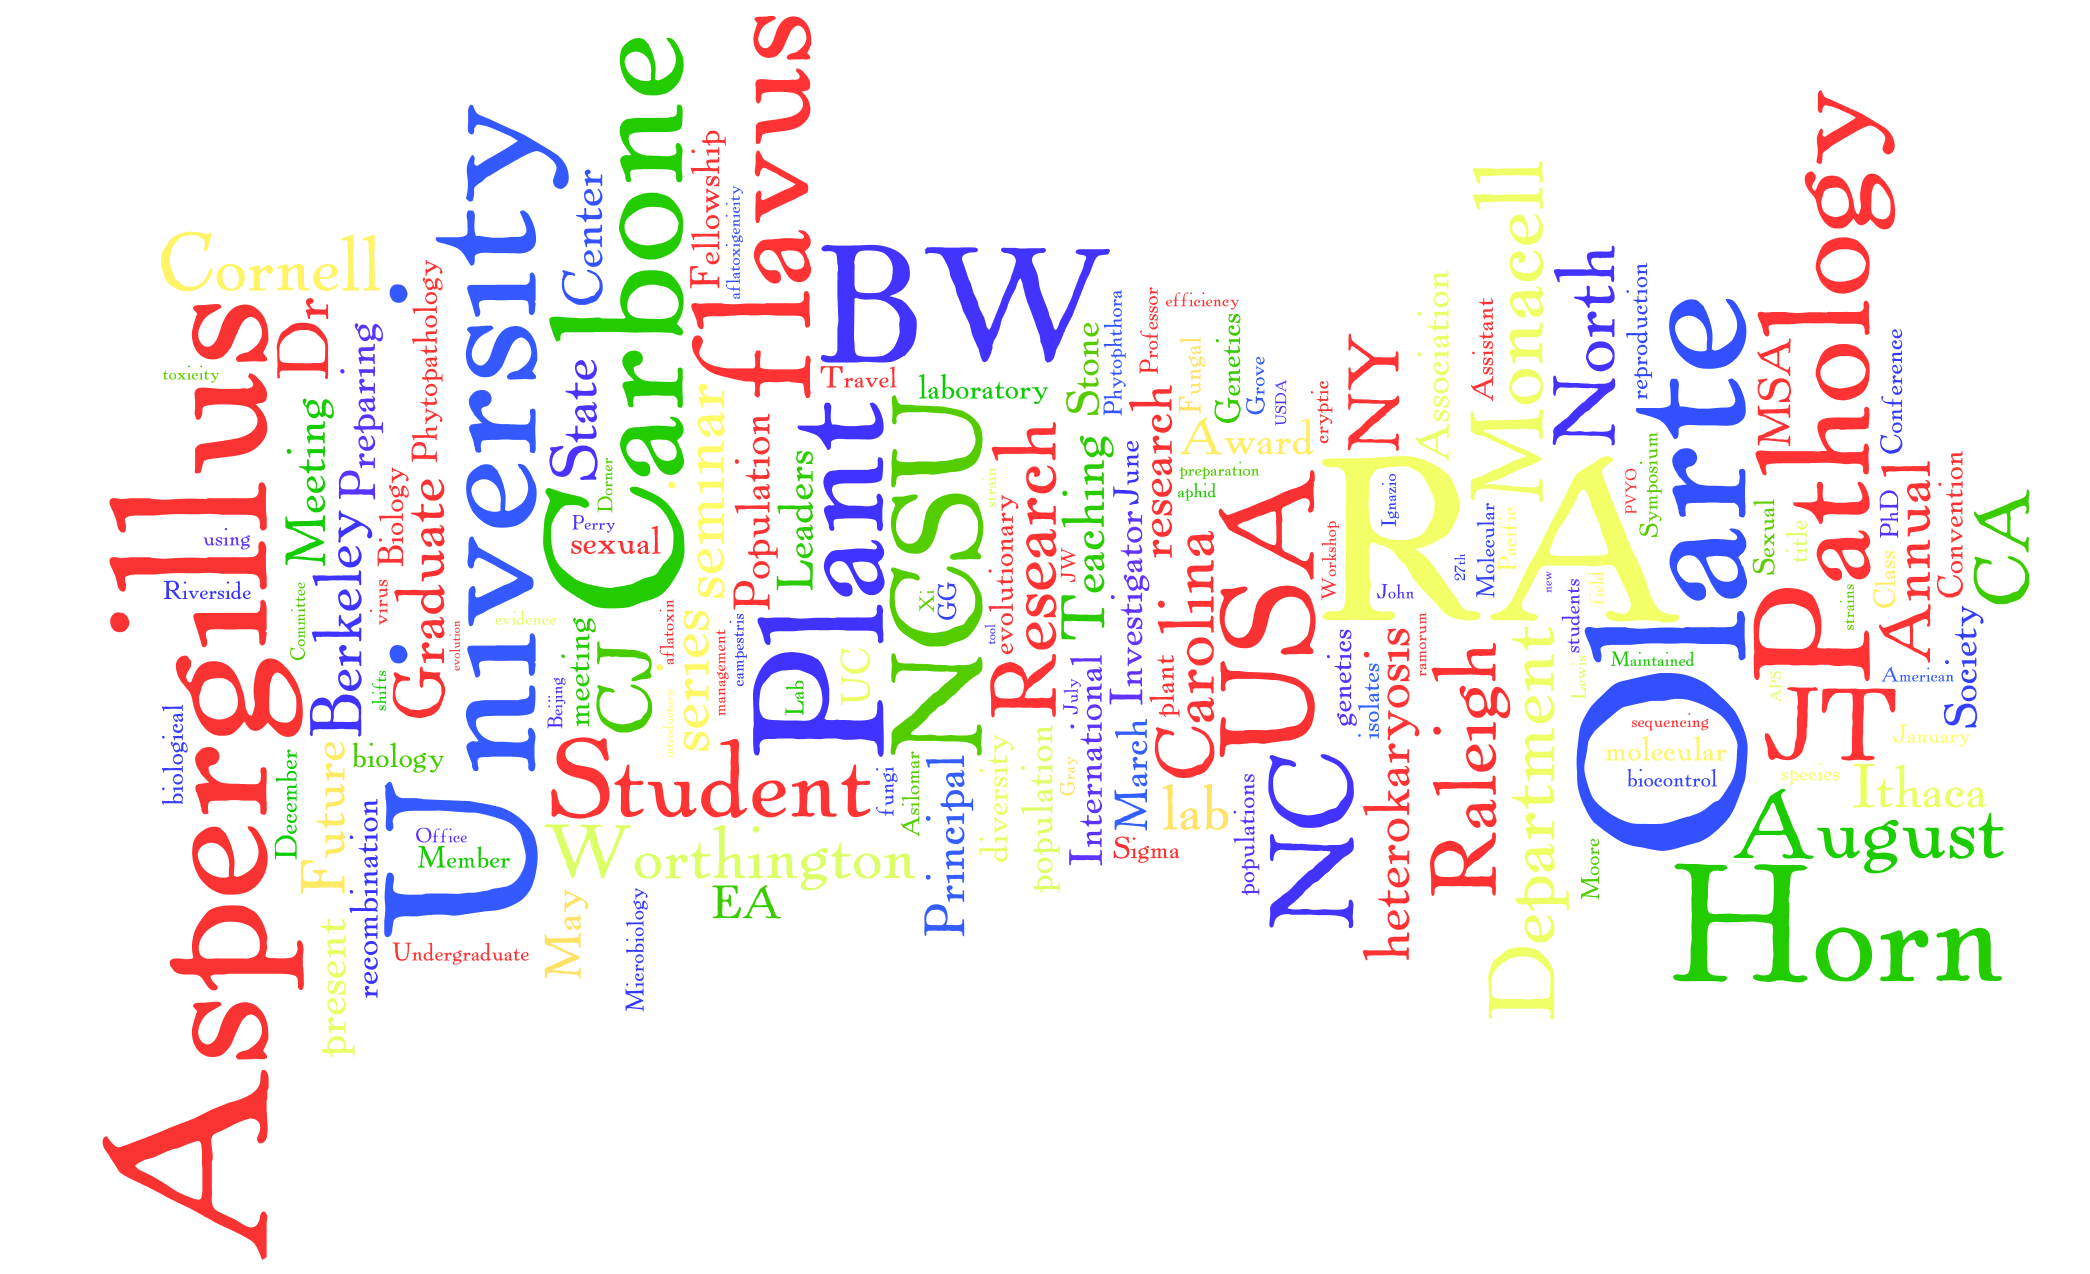 Aspergillus
toxicity
using
Riverside
biological
Cornell
Dr
Meeting
Committee
December
Berkeley
Preparing
Future
present
recombination
biology
shifts
virus
Biology
Graduate
Phytopathology
evolution
University
Office
Member
Undergraduate
evidence
Center
State
Carbone
Dorner
Perry
sexual
Beijing
meeting
CJ
Student
Worthington
May
Microbiology
EA
Fellowship
aflatoxigenicity
flavus
seminar
series
aflatoxin
introductory
management
campestris
Population
Leaders
Plant
Lab
UC
BW
Travel
laboratory
NCSU
Xi
GG
fungi
Asilomar
Principal
strain
tool
evolutionary
Research
diversity
population
Gray
July
International
JW
Teaching
Stone
Phytophthora
Professor
efficiency
Fungal
Genetics
Grove
USDA
cryptic
Award
preparation
aphid
research
June
Investigator
March
Sigma
plant
Carolina
lab
USA
populations
NC
Workshop
NY
Association
Assistant
Monacell
RA
Ignazio
John
27th
Molecular
Pacific
new
field
students
genetics
isolates
heterokaryosis
ramorum
Raleigh
Department
Lewis
Moore
North
reproduction
PVYO
Symposium
Olarte
Maintained
sequencing
molecular
biocontrol
Sexual
title
MSA
Pathology
Conference
strains
Class
PhD
Annual
Convention
CA
Society
American
APS
JT
January
species
Ithaca
August
Horn